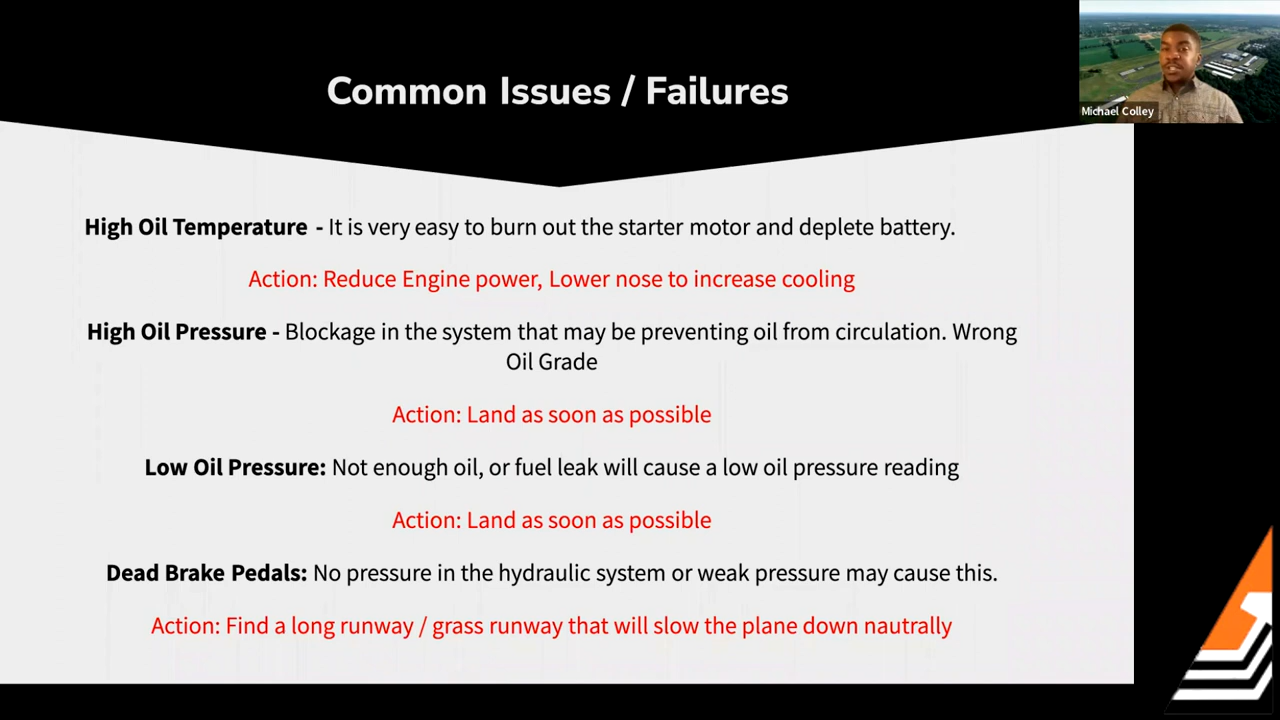 Common Issues / Failures
Michael Colley
High Oil Temperature - It is very easy to burn out the starter motor and deplete battery.
Action: Reduce Engine power, Lower nose to increase cooling
High Oil Pressure - Blockage in the system that may be preventing oil from circulation. Wrong
Oil Grade
Action: Land as soon as possible
Low Oil Pressure: Not enough oil, or fuel leak will cause a low oil pressure reading
Action: Land as soon as possible
Dead Brake Pedals: No pressure in the hydraulic system or weak pressure may cause this.
Action: Find a long runway / grass runway that will slow the plane down nautrally